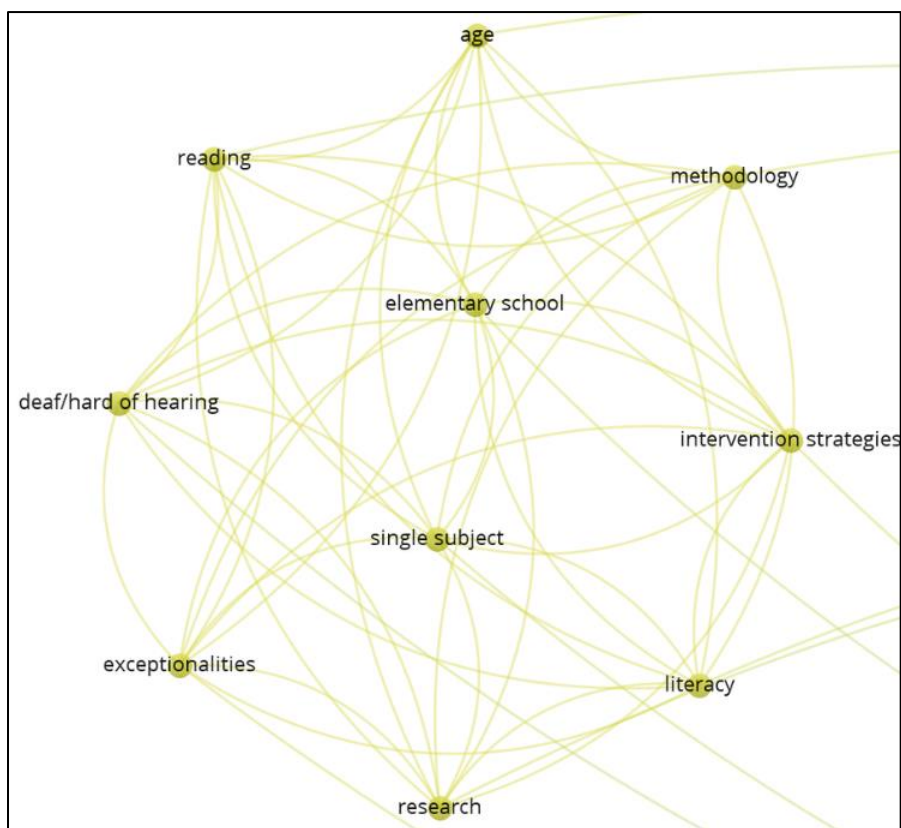 age
reading
methodology
elementary school
deaf/hard of hearing
intervention strategies
single subject
exceptionalities
literacy
research